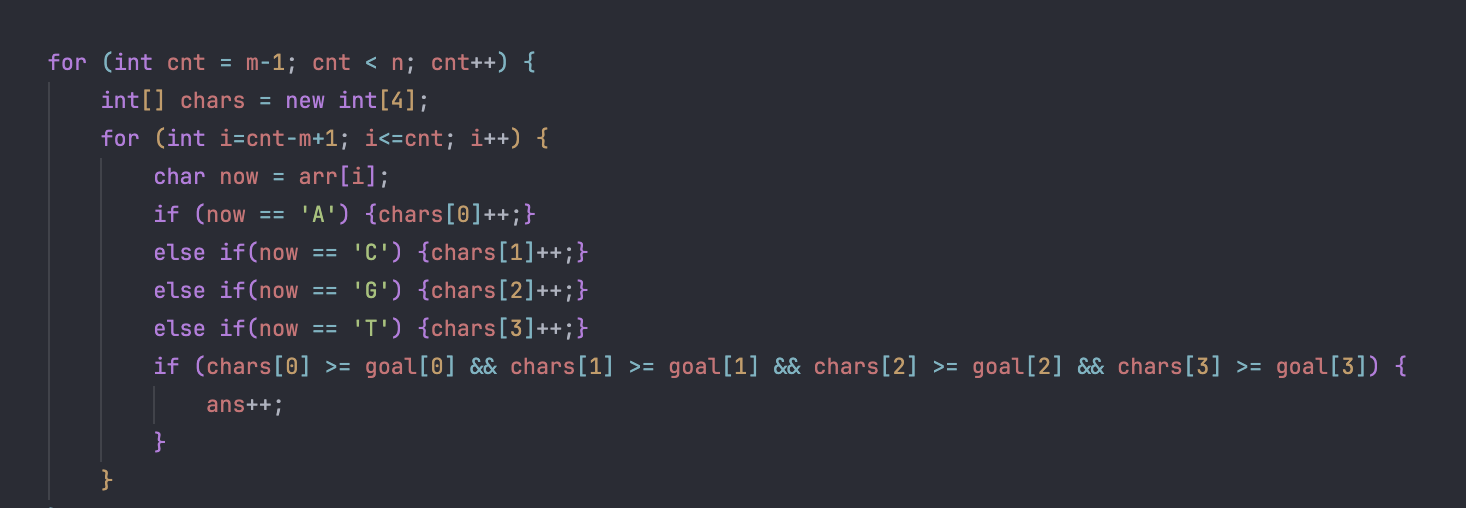 for (int cnt = m-1; cnt < n; cnt++) {
    int[] chars = new int[4];
    for (int i=cnt-m+1; i<=cnt; i++) {
        char now = arr[i];
        if (now == 'A') {chars[0]++;}
        else if(now == 'C') {chars[1]++;}
        else if(now == 'G') {chars[2]++;}
        else if(now == 'T') {chars[3]++;}
        if (chars[0] >= goal[0] && chars[1] >= goal[1] && chars[2] >= goal[2] && chars[3] >= goal[3]) {
            ans++;
        }
    }